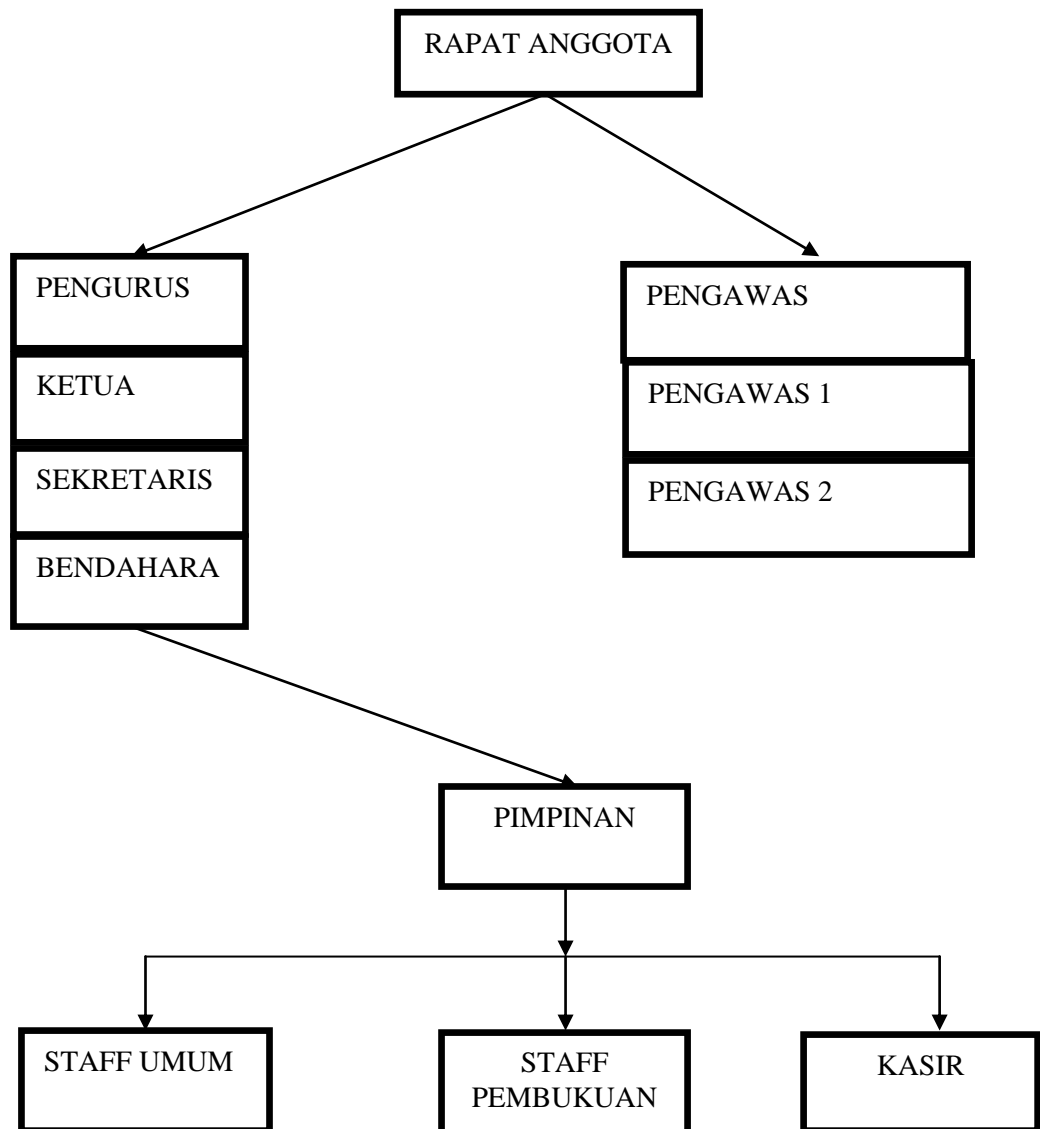 RAPAT ANGGOTA
PENGURUS
KETUA
SEKRETARIS
BENDAHARA
PENGAWAS
PENGAWAS 1
PENGAWAS 2
PIMPINAN
STAFF UMUM
STAFF
PEMBUKUAN
KASIR